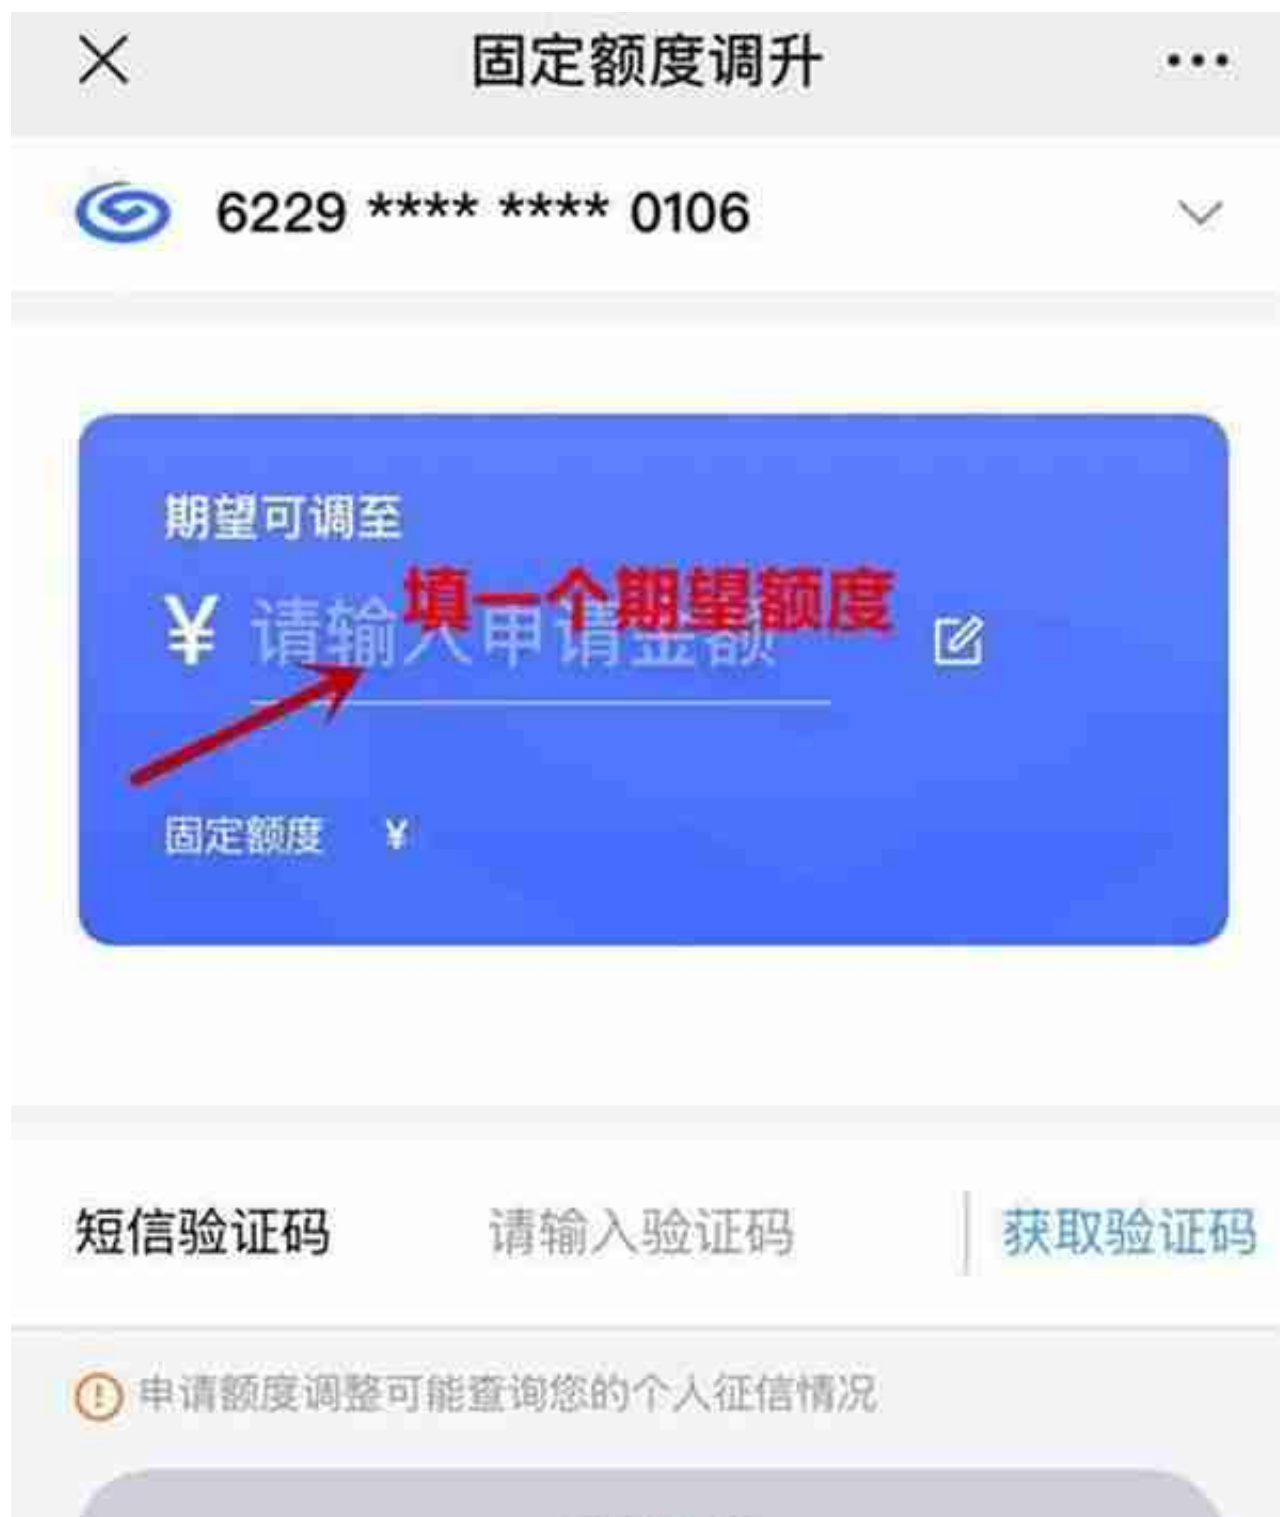 固定额度调升
6229 **** **** 0106
期望可调至
填一个期望额度
¥ 请输入申请金额
固定额度 ¥
短信验证码 请输入验证码 获取验证码
申请额度调整可能查询您的个人征信情况